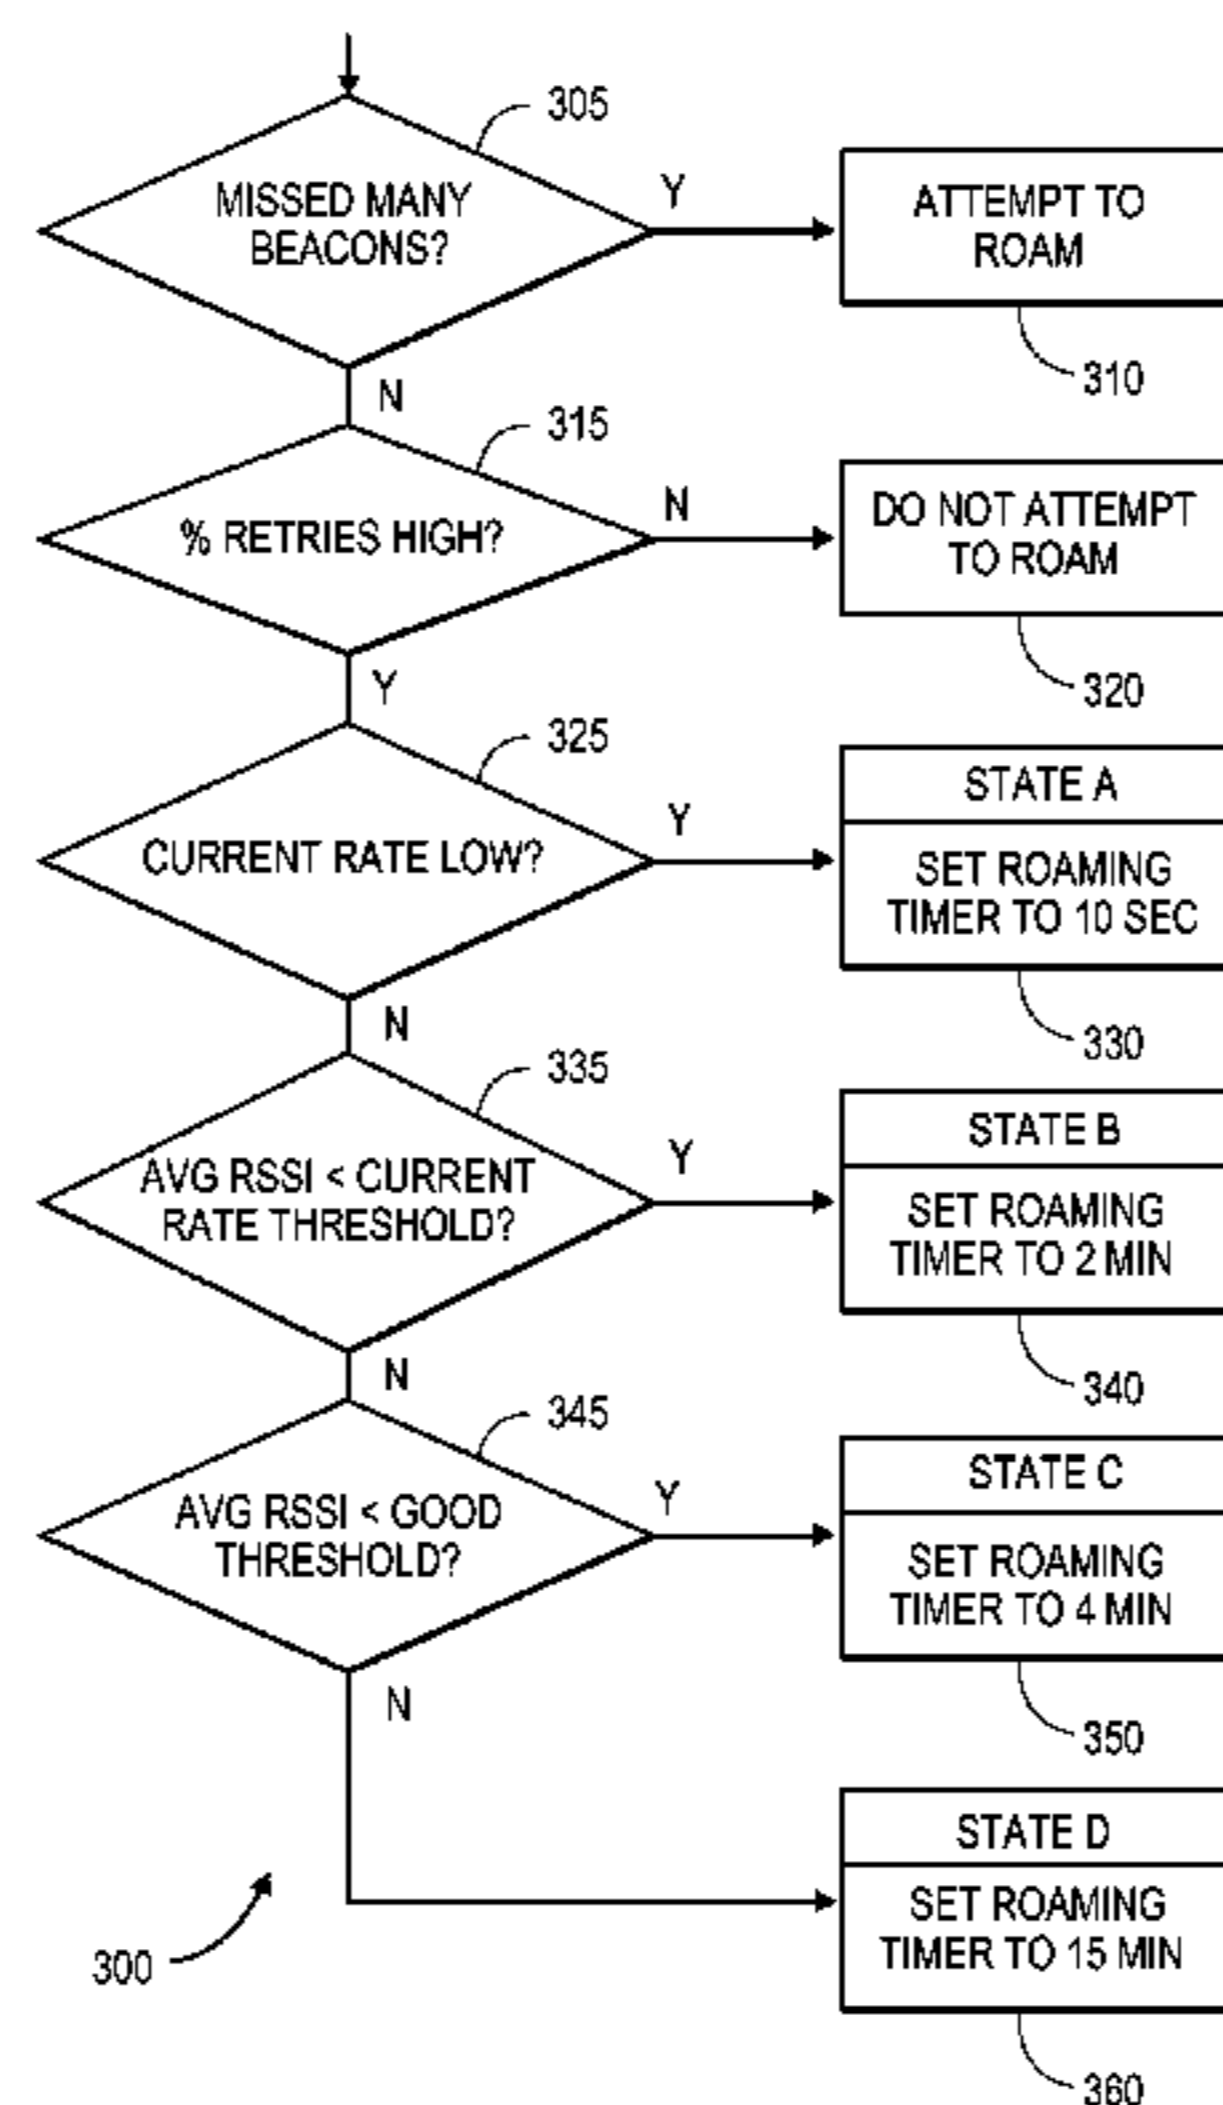 305
MISSED MANY
BEACONS?
Y
ATTEMPT TO
ROAM
310
N
315
% RETRIES HIGH?
N
DO NOT ATTEMPT
TO ROAM
320
Y
325
CURRENT RATE LOW?
Y
STATE A
SET ROAMING
TIMER TO 10 SEC
330
N
335
AVG RSSI < CURRENT
RATE THRESHOLD?
Y
STATE B
SET ROAMING
TIMER TO 2 MIN
340
N
345
AVG RSSI < GOOD
THRESHOLD?
Y
STATE C
SET ROAMING
TIMER TO 4 MIN
350
N
STATE D
SET ROAMING
TIMER TO 15 MIN
300
360